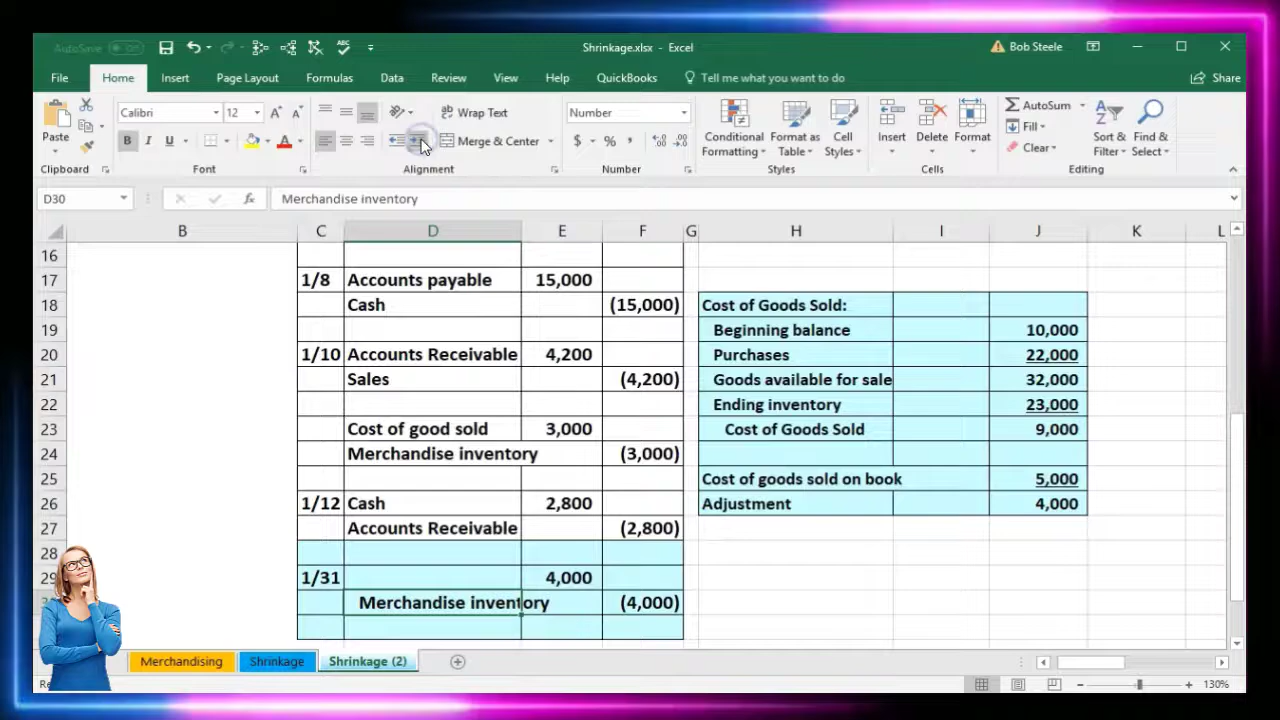 AutoSave Off Shrinkage.xlsx - Excel Bob Steele
File Home Insert Page Layout Formulas Data Review View Help QuickBooks Tell me what you want to do Share
Paste Calibri 12 Wrap Text Number AutoSum
B I U Merge & Center $ % , Conditional Formatting Format as Table Cell Styles Insert Delete Format Fill Clear Sort & Filter Find & Select
Clipboard Font Alignment Number Styles Cells Editing
D30 fx Merchandise inventory
B C D E F G H I J K L
16
17 1/8 Accounts payable 15,000
18 Cash (15,000) Cost of Goods Sold:
19 Beginning balance 10,000
20 1/10 Accounts Receivable 4,200 Purchases 22,000
21 Sales (4,200) Goods available for sale 32,000
22 Ending inventory 23,000
23 Cost of good sold 3,000 Cost of Goods Sold 9,000
24 Merchandise inventory (3,000)
25 Cost of goods sold on book 5,000
26 1/12 Cash 2,800 Adjustment 4,000
27 Accounts Receivable (2,800)
28
29 1/31 4,000
Merchandise inventory (4,000)
Merchandising Shrinkage Shrinkage (2)
130%